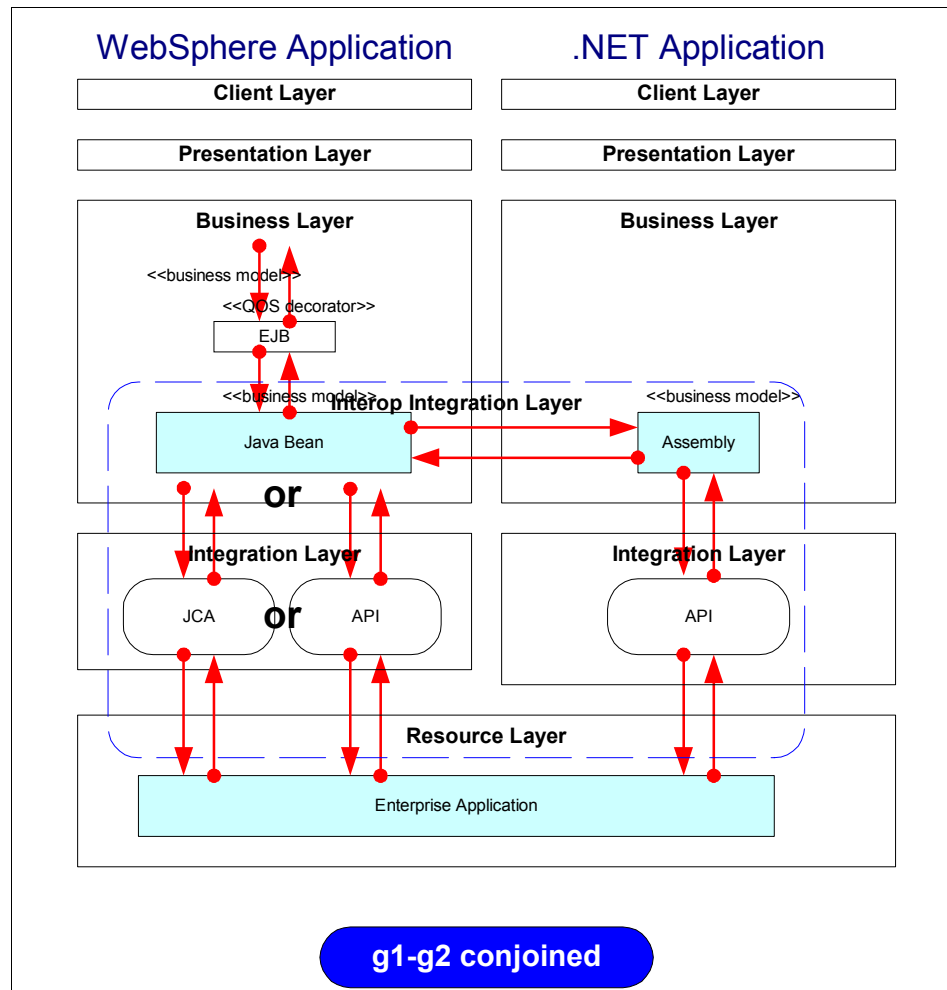 WebSphere Application
.NET Application
Client Layer
Client Layer
Presentation Layer
Presentation Layer
Business Layer
Business Layer
<<business model>>
<<QOS decorator>>
EJB
<<business model>>
Interop Integration Layer
<<business model>>
Java Bean
Assembly
or
Integration Layer
Integration Layer
JCA
or
API
API
Resource Layer
Enterprise Application
g1-g2 conjoined